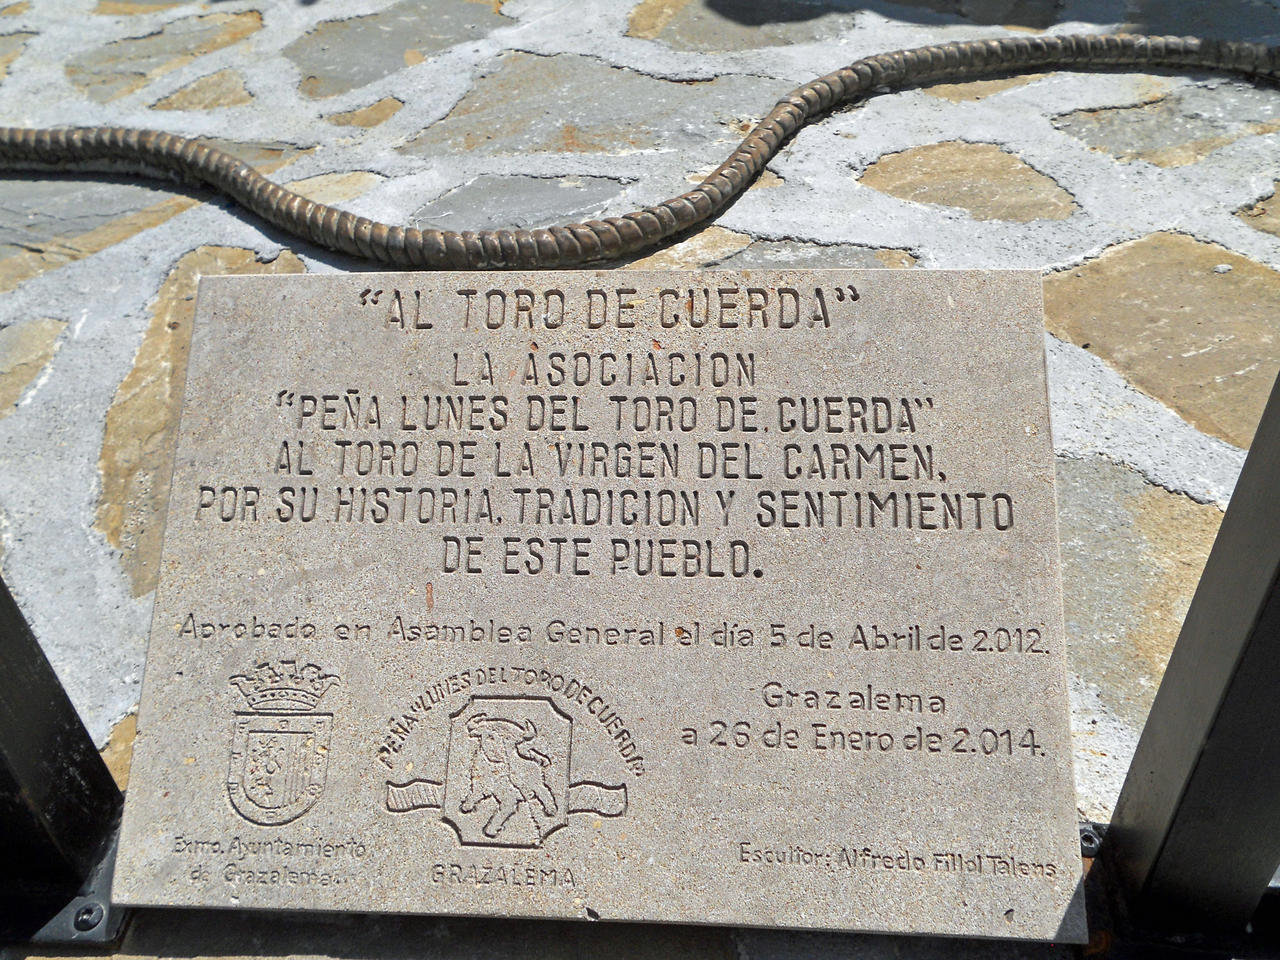 “AL TORO DE CUERDA”
LA ASOCIACION
“PEÑA LUNES DEL TORO DE CUERDA”
AL TORO DE LA VIRGEN DEL CARMEN,
POR SU HISTORIA, TRADICION Y SENTIMIENTO
DE ESTE PUEBLO.
Aprobado en Asamblea General el día 5 de Abril de 2.012.
Grazalema
a 26 de Enero de 2.014.
PEÑA "LUNES DEL TORO DE CUERDA"
Exmo. Ayuntamiento
de Grazalema
GRAZALEMA
Escultor: Alfredo Fillol Talens